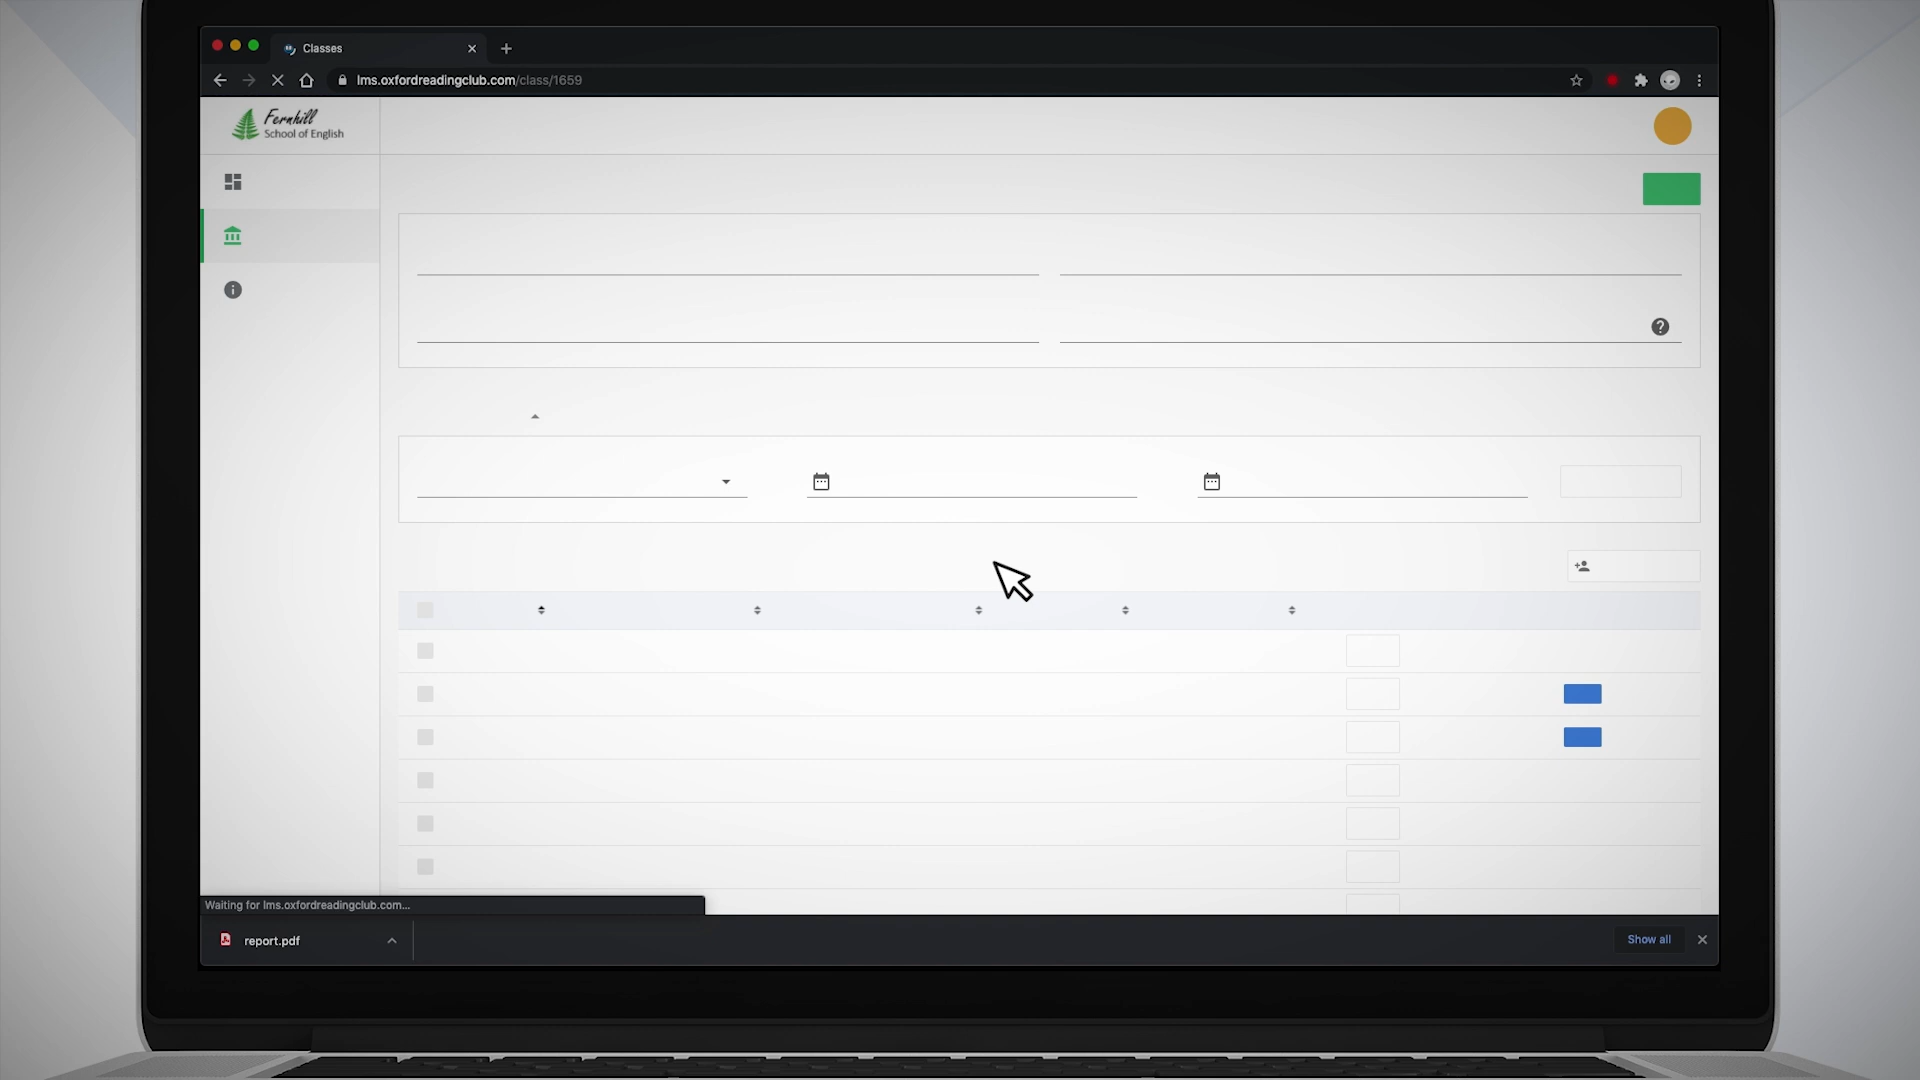 Classes
lms.oxfordreadingclub.com/class/1659
Fernhill
School of English
Waiting for lms.oxfordreadingclub.com...
report.pdf
Show all